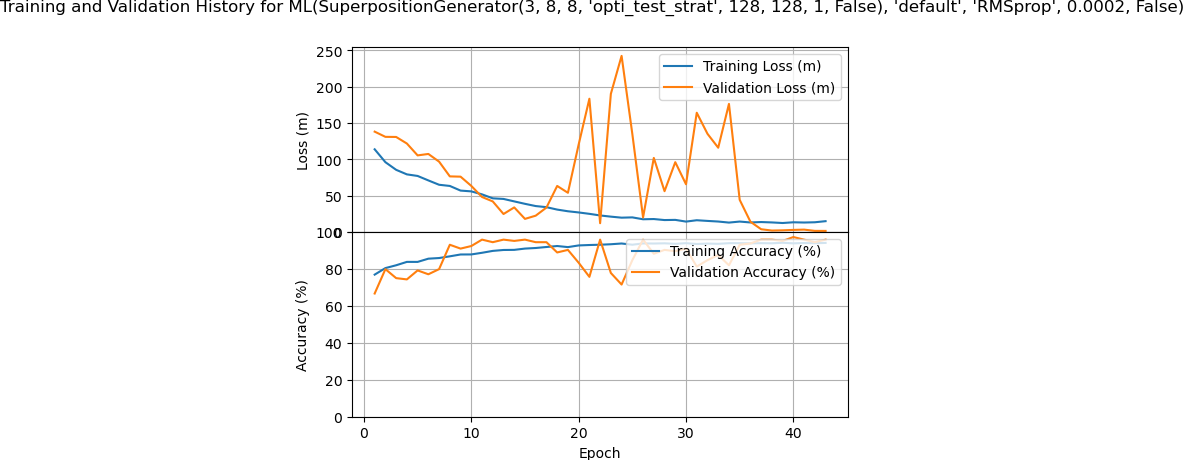 Training and Validation History for ML(SuperpositionGenerator(3, 8, 8, 'opti_test_strat', 128, 128, 1, False), 'default', 'RMSprop', 0.0002, False)
250
200
150
100
50
0
Loss (m)
Training Loss (m)
Validation Loss (m)
100
80
60
40
20
0
Accuracy (%)
Training Accuracy (%)
Validation Accuracy (%)
0
10
20
30
40
Epoch